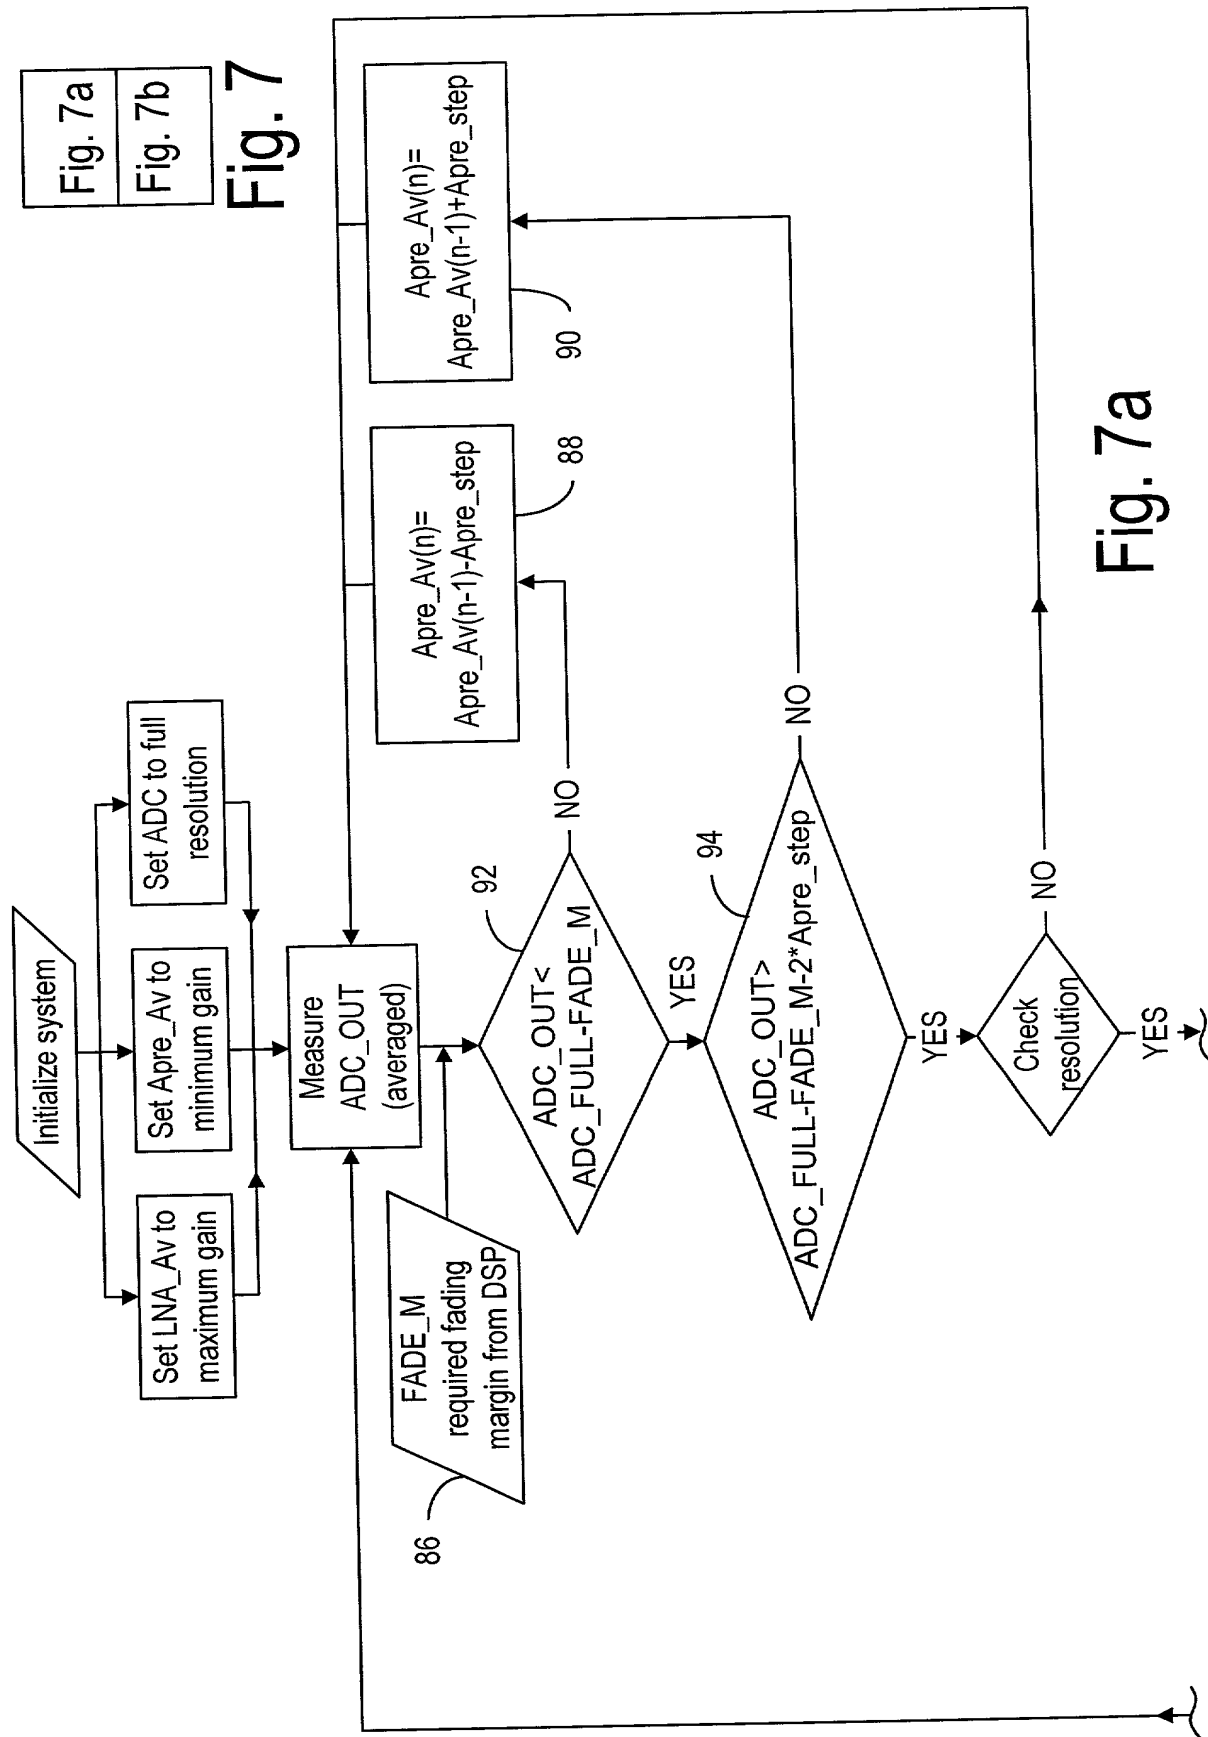 Fig. 7a
Fig. 7b
Fig. 7
Initialize system
Set LNA_Av to
maximum gain
Set Apre_Av to
minimum gain
Set ADC to full
resolution
Measure
ADC_OUT
(averaged)
FADE_M
required fading
margin from DSP
86
ADC_OUT<
ADC_FULL-FADE_M
92
NO
YES
Apre_Av(n)=
Apre_Av(n-1)-Apre_step
88
Apre_Av(n)=
Apre_Av(n-1)+Apre_step
90
ADC_OUT>
ADC_FULL-FADE_M-2*Apre_step
94
NO
YES
Check
resolution
NO
YES
Fig. 7a